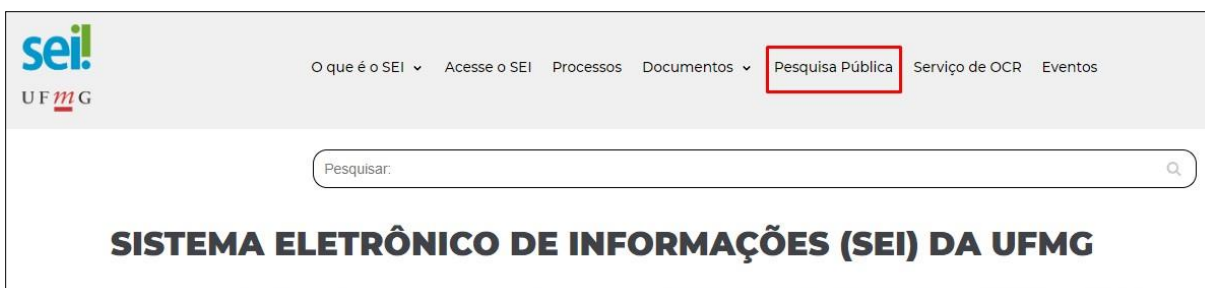 sei!
UFmG
O que é o SEI Acesse o SEI Processos Documentos Pesquisa Pública Serviço de OCR Eventos
Pesquisar:
SISTEMA ELETRÔNICO DE INFORMAÇÕES (SEI) DA UFMG